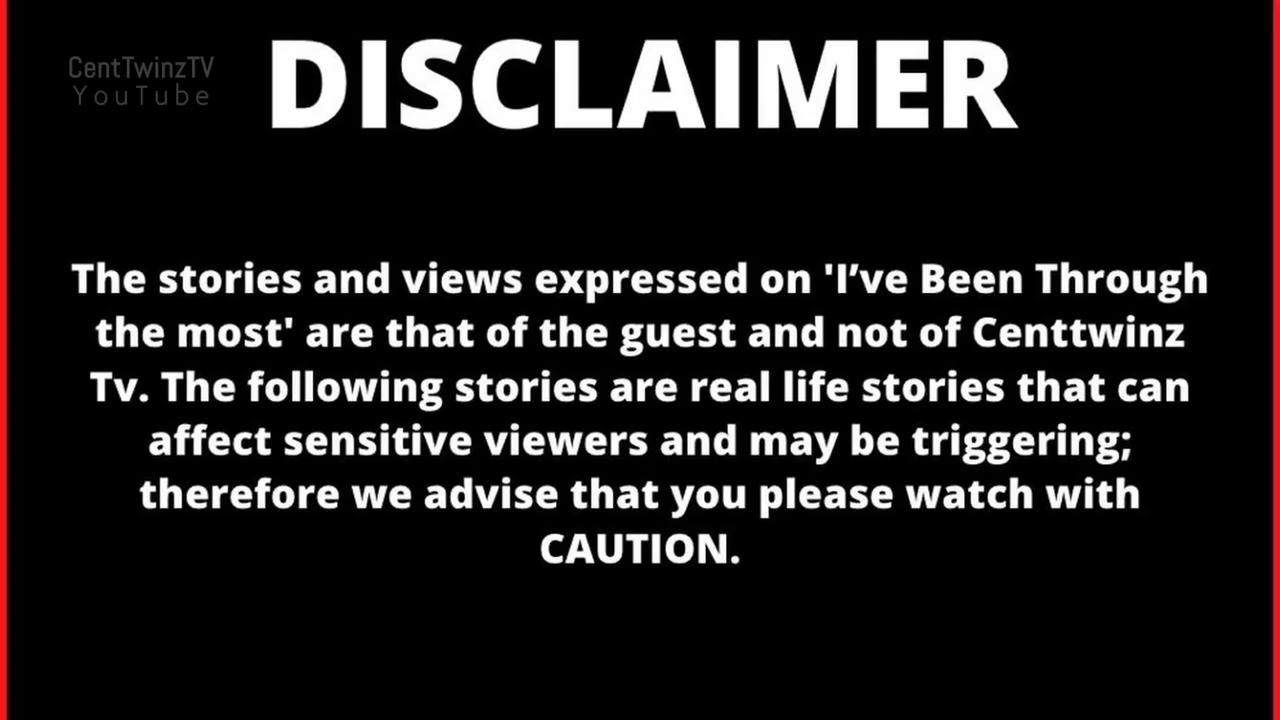 CentTwinzTV
YouTube
DISCLAIMER
The stories and views expressed on 'I’ve Been Through
the most' are that of the guest and not of Centtwinz
Tv. The following stories are real life stories that can
affect sensitive viewers and may be triggering;
therefore we advise that you please watch with
CAUTION.